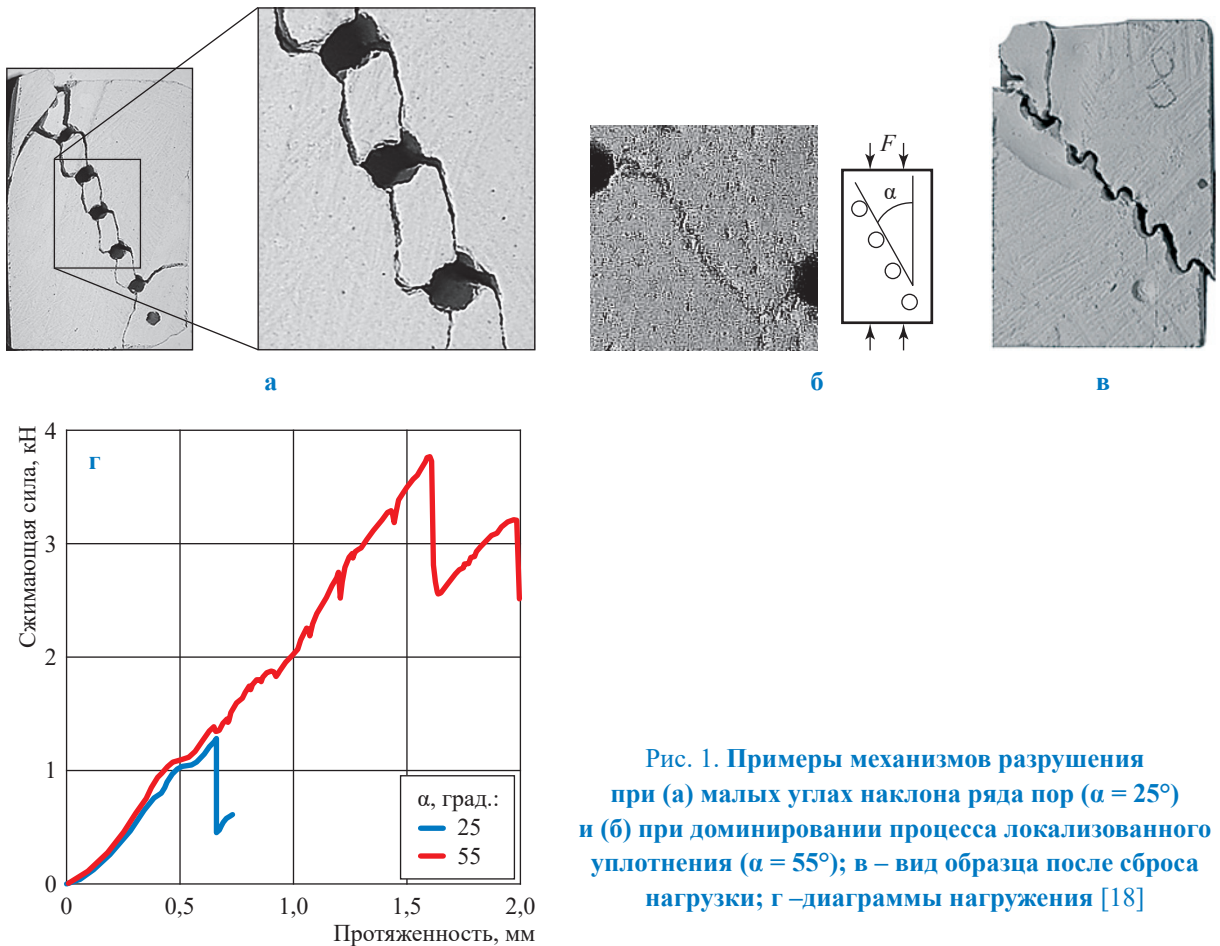 F
α
а
б
в
Сжимающая сила, кН
4
г
3
2
1
0
α, град.:
25
55
0
0,5
1,0
1,5
2,0
Протяженность, мм
Рис. 1. Примеры механизмов разрушения
при (а) малых углах наклона ряда пор (α = 25°)
и (б) при доминировании процесса локализованного
уплотнения (α = 55°); в – вид образца после сброса
нагрузки; г –диаграммы нагружения [18]